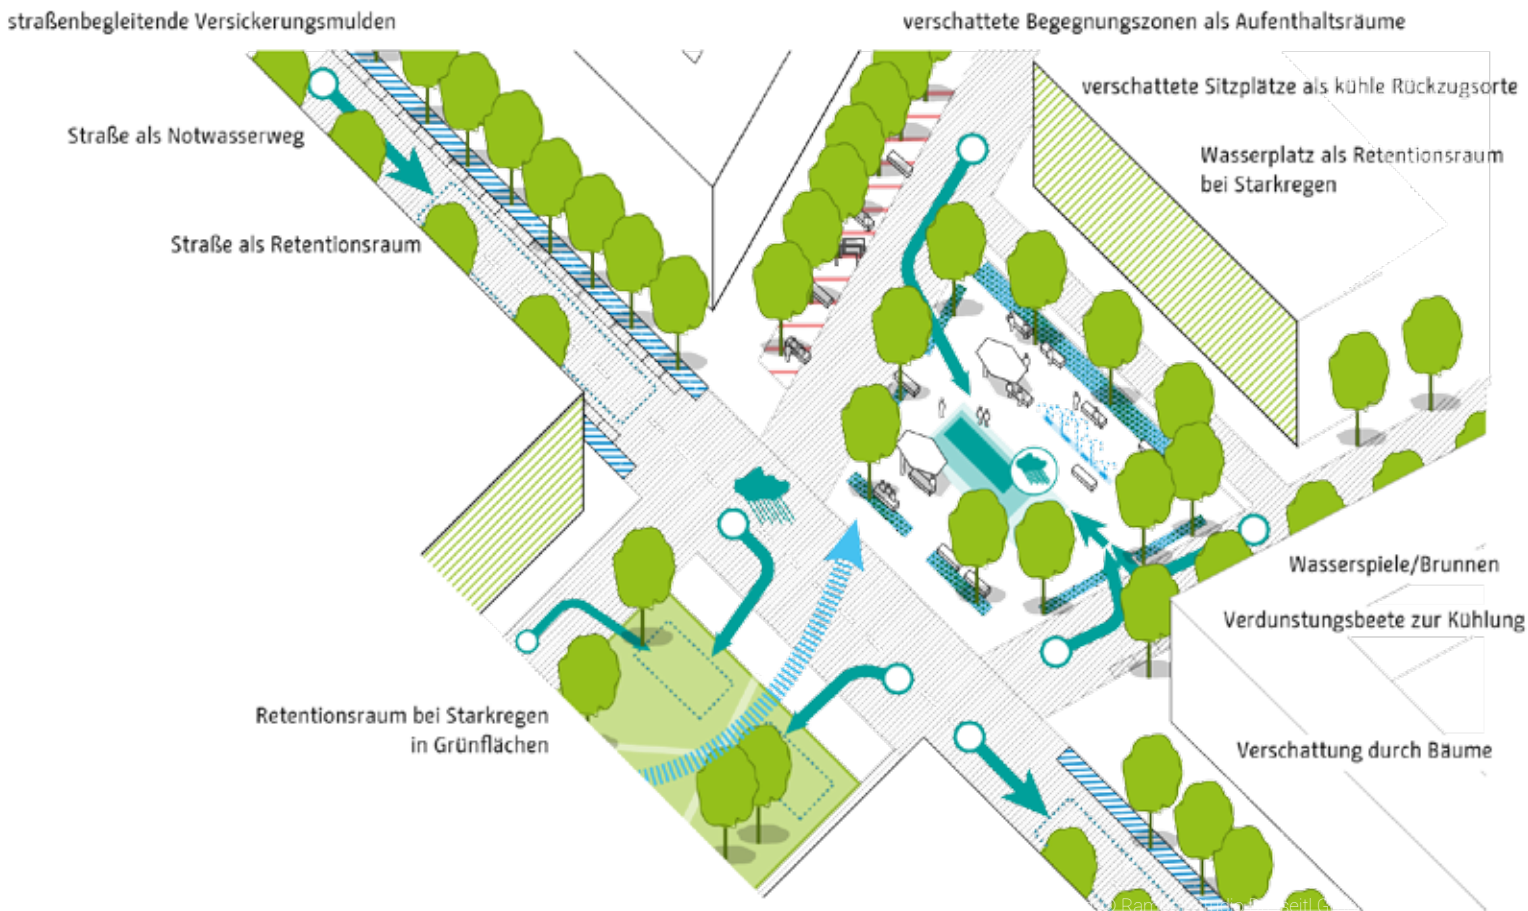 straßenbegleitende Versickerungsmulden
verschattete Begegnungszonen als Aufenthaltsräume
verschattete Sitzplätze als kühle Rückzugsorte
Straße als Notwasserweg
Wasserplatz als Retentionsraum
bei Starkregen
Straße als Retentionsraum
Wasserspiele/Brunnen
Verdunstungsbeete zur Kühlung
Retentionsraum bei Starkregen
in Grünflächen
Verschattung durch Bäume